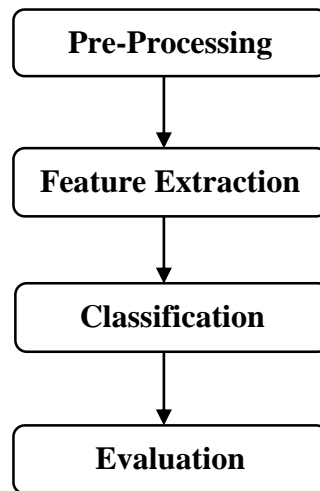 Pre-Processing
Feature Extraction
Classification
Evaluation